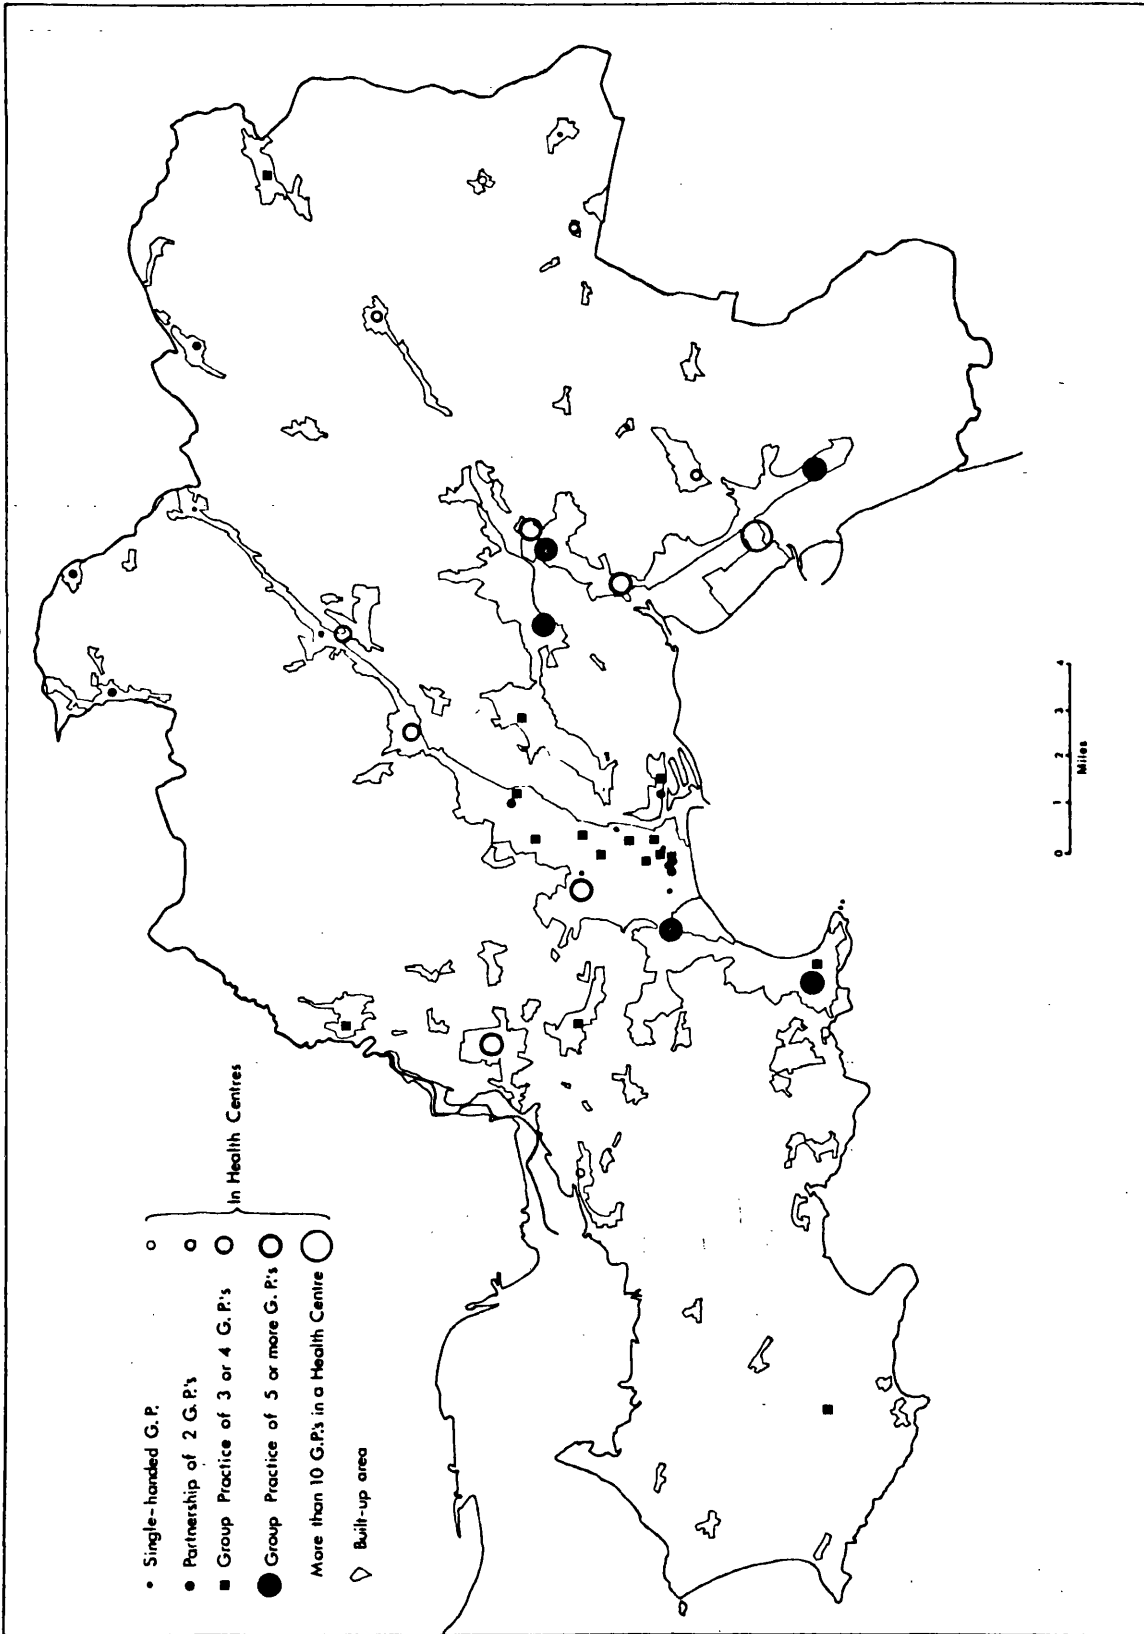 • Single-handed G.P.
• Partnership of 2 G.P.'s
■ Group Practice of 3 or 4 G.P.'s
● Group Practice of 5 or more G.P.'s
In Health Centres
More than 10 G.P.'s in a Health Centre
Built-up area
0 1 2 3 4
Miles